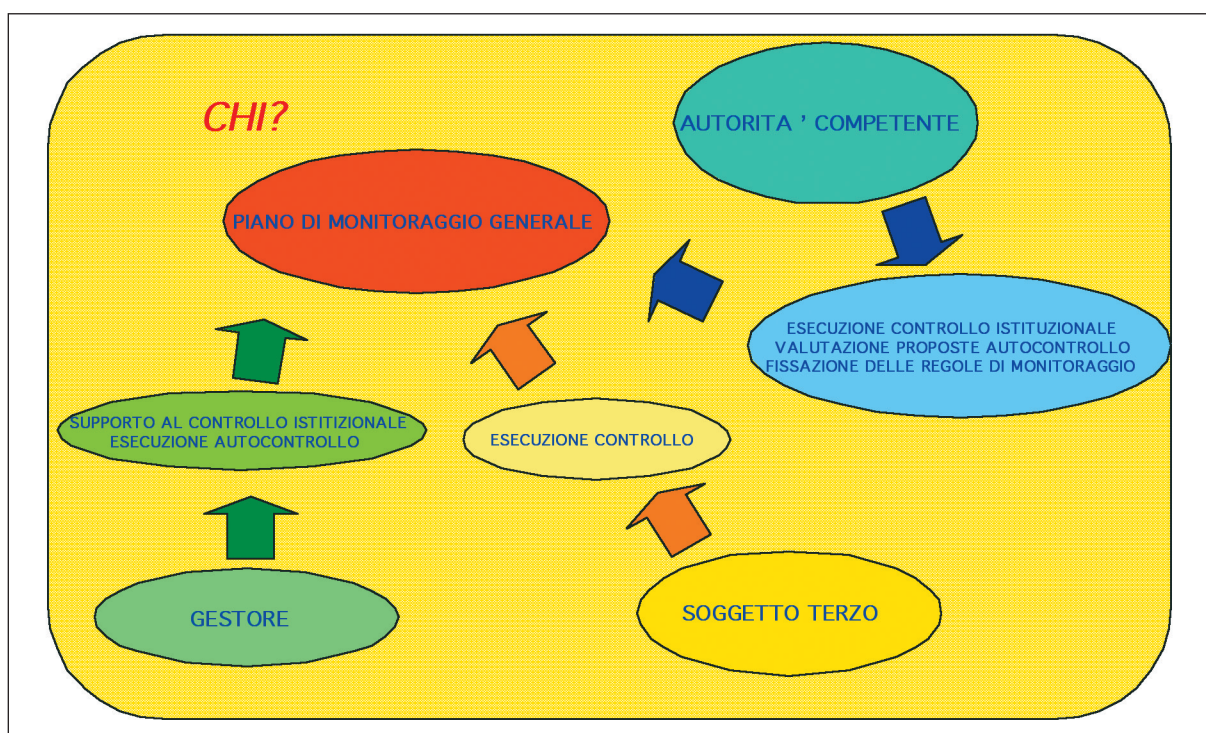 CHI?
AUTORITA ' COMPETENTE
PIANO DI MONITORAGGIO GENERALE
ESECUZIONE CONTROLLO ISTITUZIONALE
VALUTAZIONE PROPOSTE AUTOCONTROLLO
FISSAZIONE DELLE REGOLE DI MONITORAGGIO
SUPPORTO AL CONTROLLO ISTITIZIONALE
ESECUZIONE AUTOCONTROLLO
ESECUZIONE CONTROLLO
GESTORE
SOGGETTO TERZO